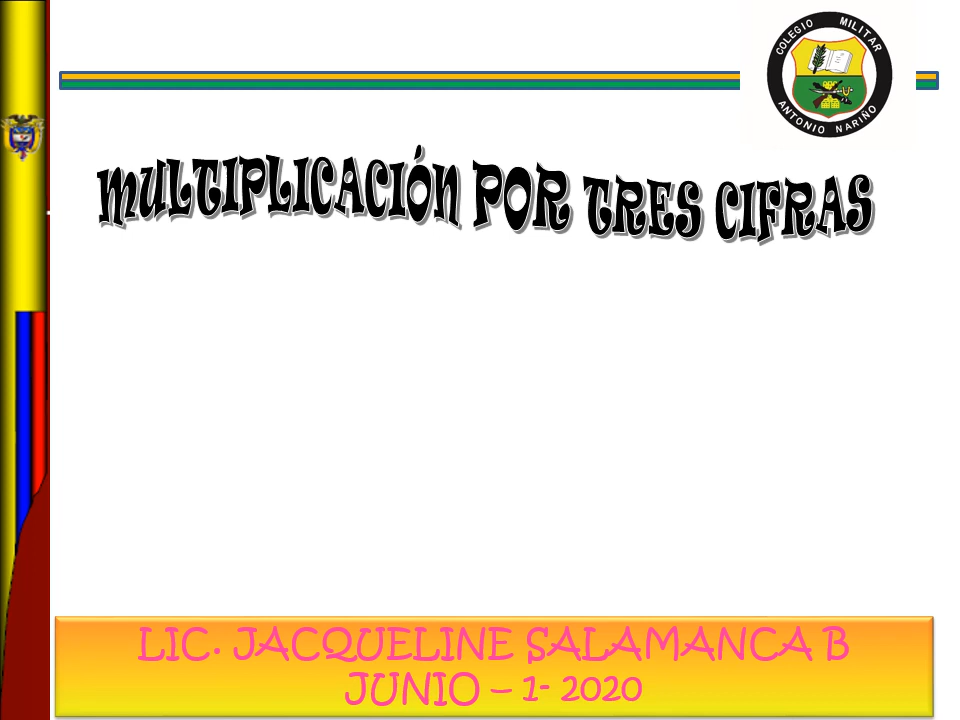 COLEGIO MILITAR
ANTONIO NARIÑO
MULTIPLICACIÓN POR TRES CIFRAS
LIC. JACQUELINE SALAMANCA B
JUNIO – 1- 2020